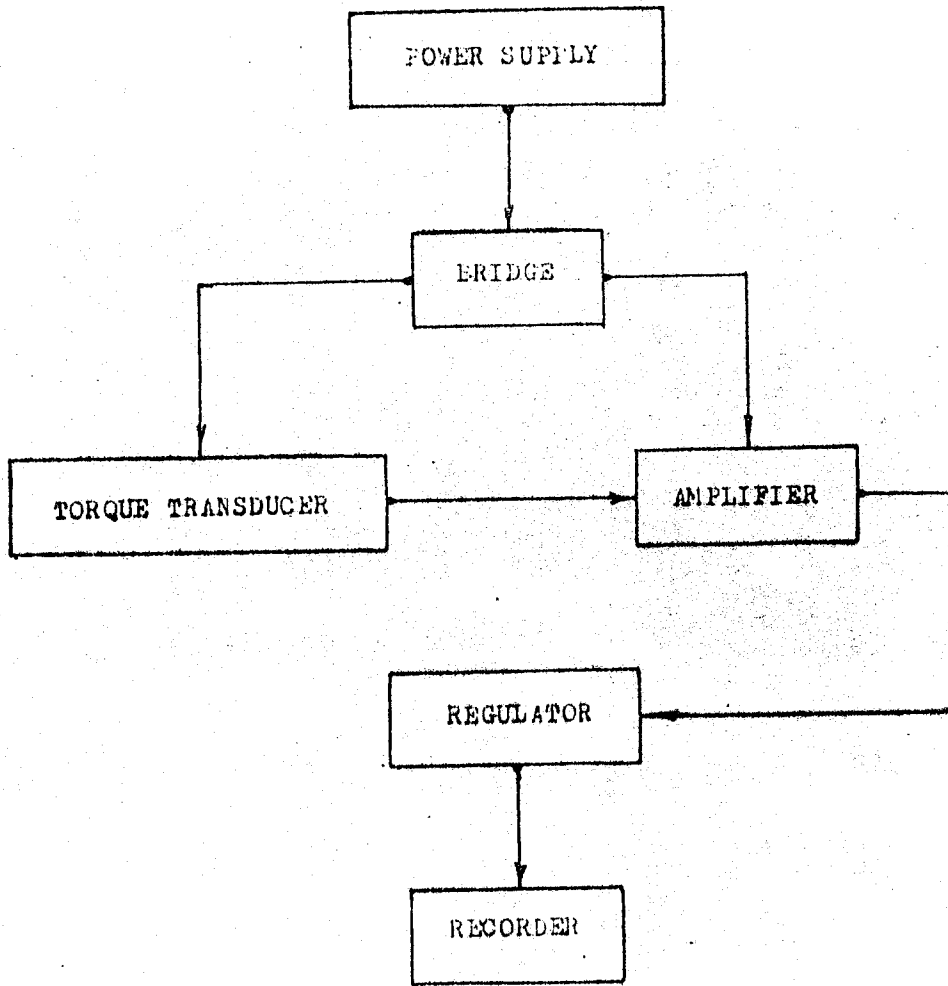 POWER SUPPLY
BRIDGE
TORQUE TRANSDUCER
AMPLIFIER
REGULATOR
RECORDER